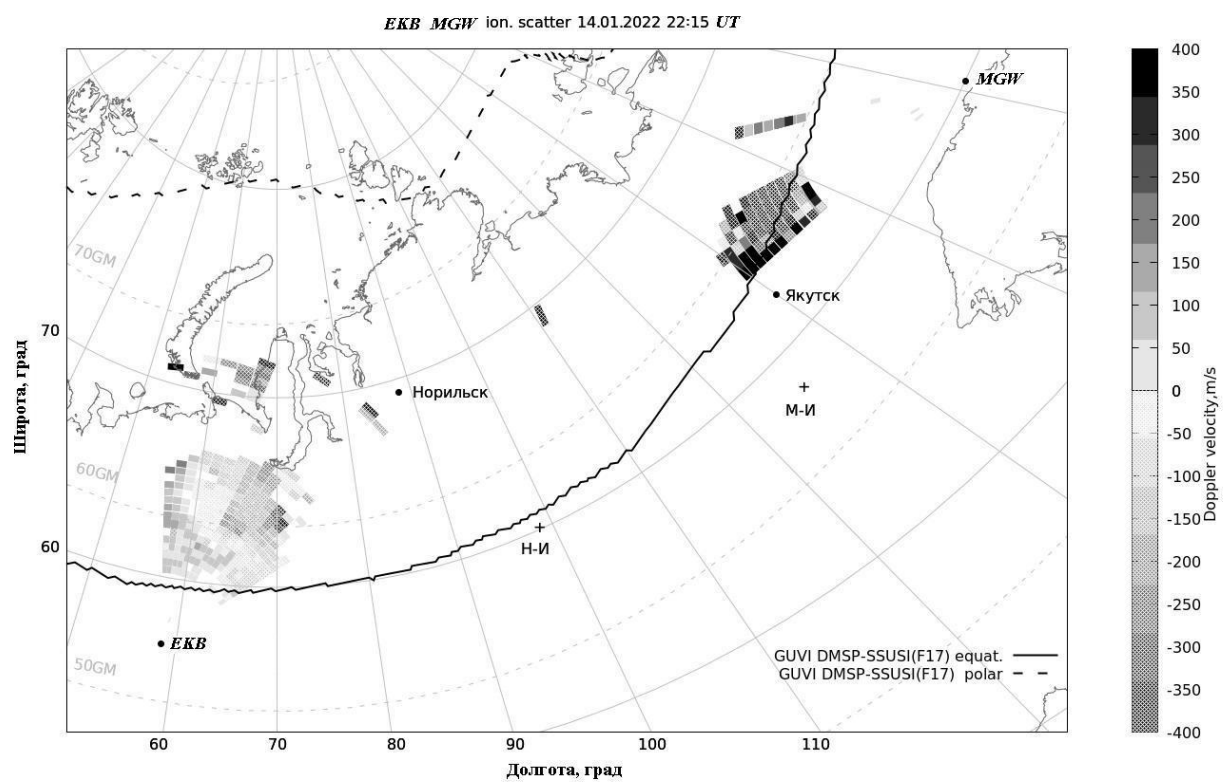 EKB MGW ion. scatter 14.01.2022 22:15 UT
MGW
70GM
Якутск
70
Норильск
М-И
60GM
60
Н-И
EKB
50GM
GUVI DMSP-SSUSI(F17) equat.
GUVI DMSP-SSUSI(F17) polar
60 70 80 90 100 110
Долгота, град
Широта, град
400
350
300
250
200
150
100
50
0
-50
-100
-150
-200
-250
-300
-350
-400
Doppler velocity,m/s